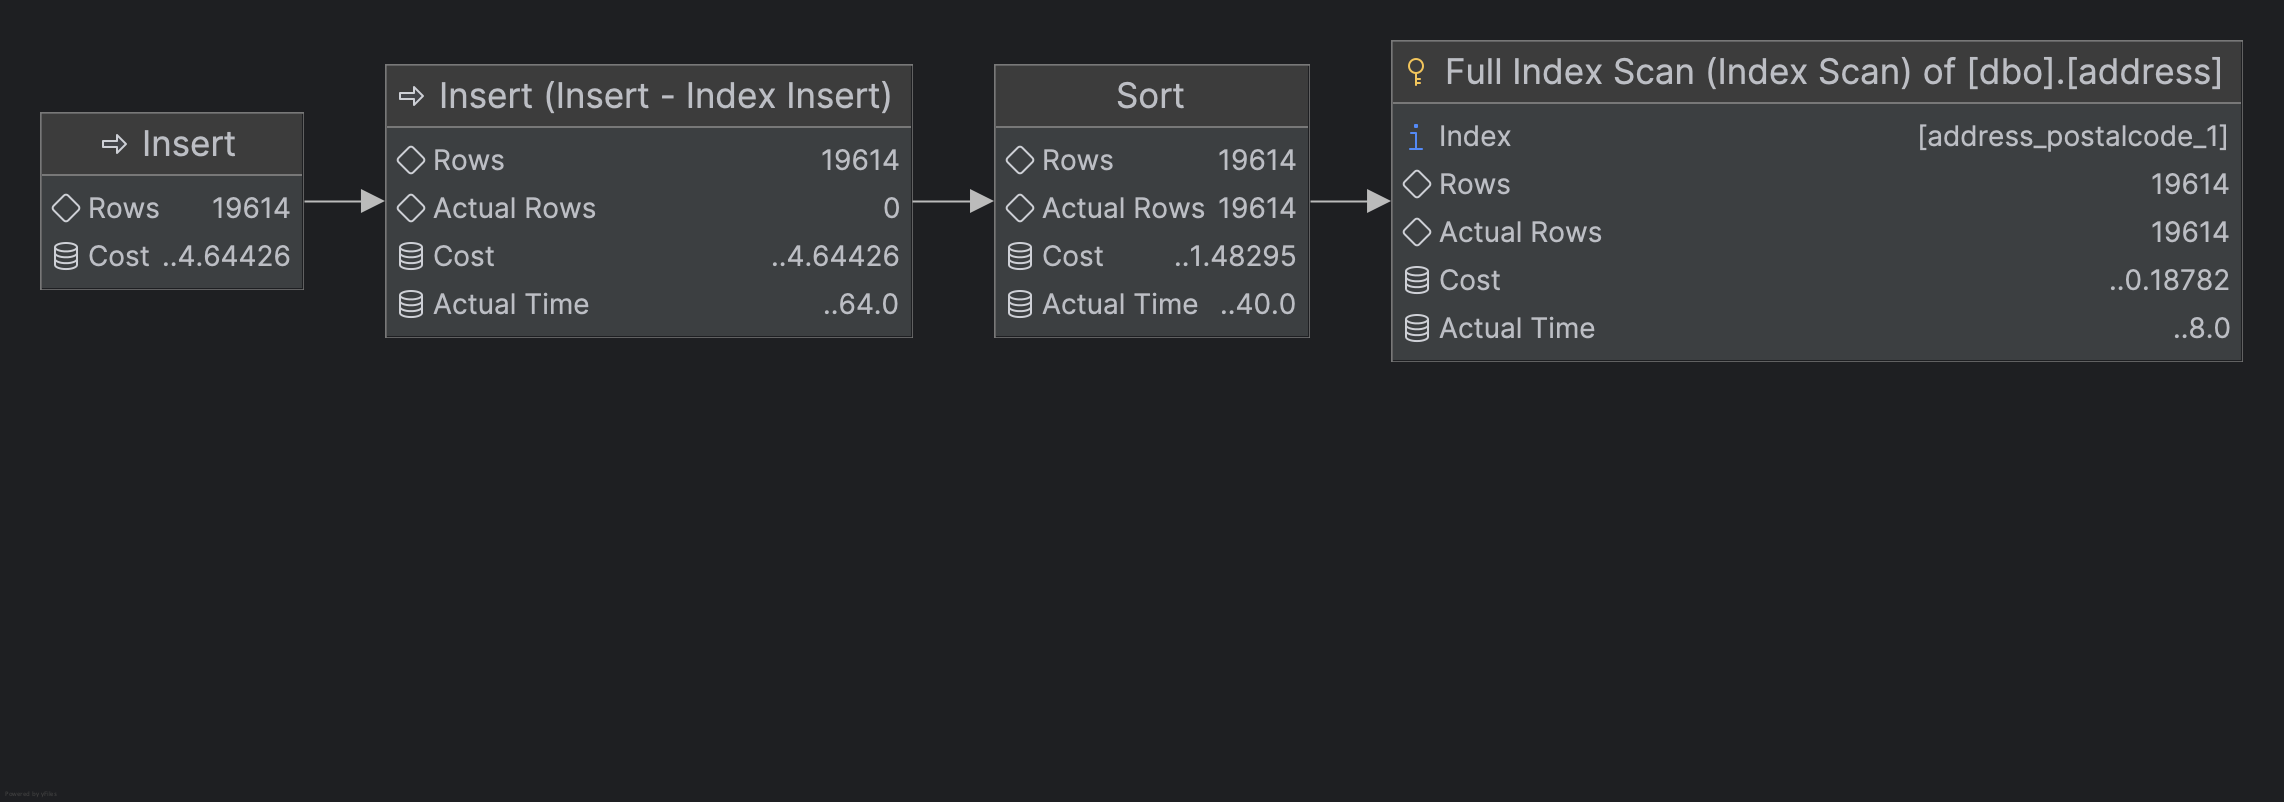 Insert
Rows 19614
Cost ..4.64426
Insert (Insert - Index Insert)
Rows 19614
Actual Rows 0
Cost ..4.64426
Actual Time ..64.0
Sort
Rows 19614
Actual Rows 19614
Cost ..1.48295
Actual Time ..40.0
Full Index Scan (Index Scan) of [dbo].[address]
Index [address_postalcode_1]
Rows 19614
Actual Rows 19614
Cost ..0.18782
Actual Time ..8.0
Powered by yFiles